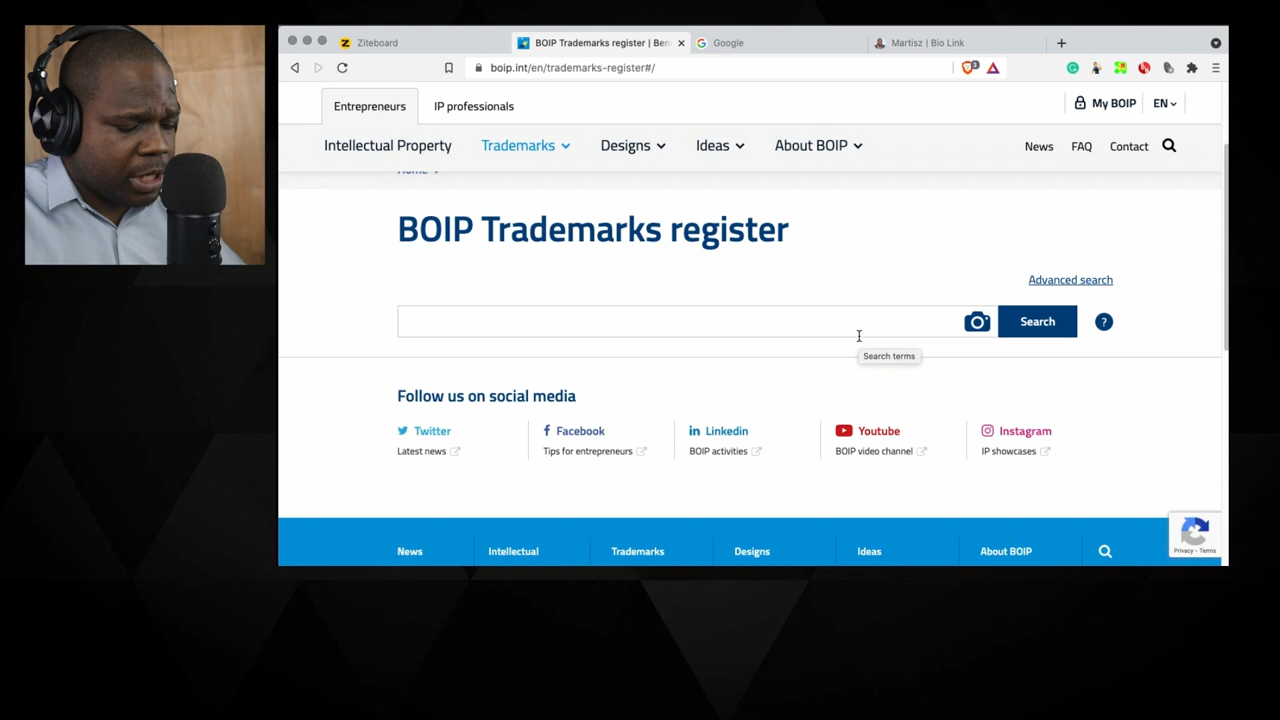 Ziteboard
BOIP Trademarks register | Ben
Google
Martisz | Bio Link
boip.int/en/trademarks-register#/
Entrepreneurs
IP professionals
My BOIP
EN
Intellectual Property
Trademarks
Designs
Ideas
About BOIP
News
FAQ
Contact
Home
BOIP Trademarks register
Advanced search
Search
?
Search terms
Follow us on social media
Twitter
Facebook
Linkedin
Youtube
Instagram
Latest news
Tips for entrepreneurs
BOIP activities
BOIP video channel
IP showcases
News
Intellectual
Trademarks
Designs
Ideas
About BOIP
Privacy - Terms